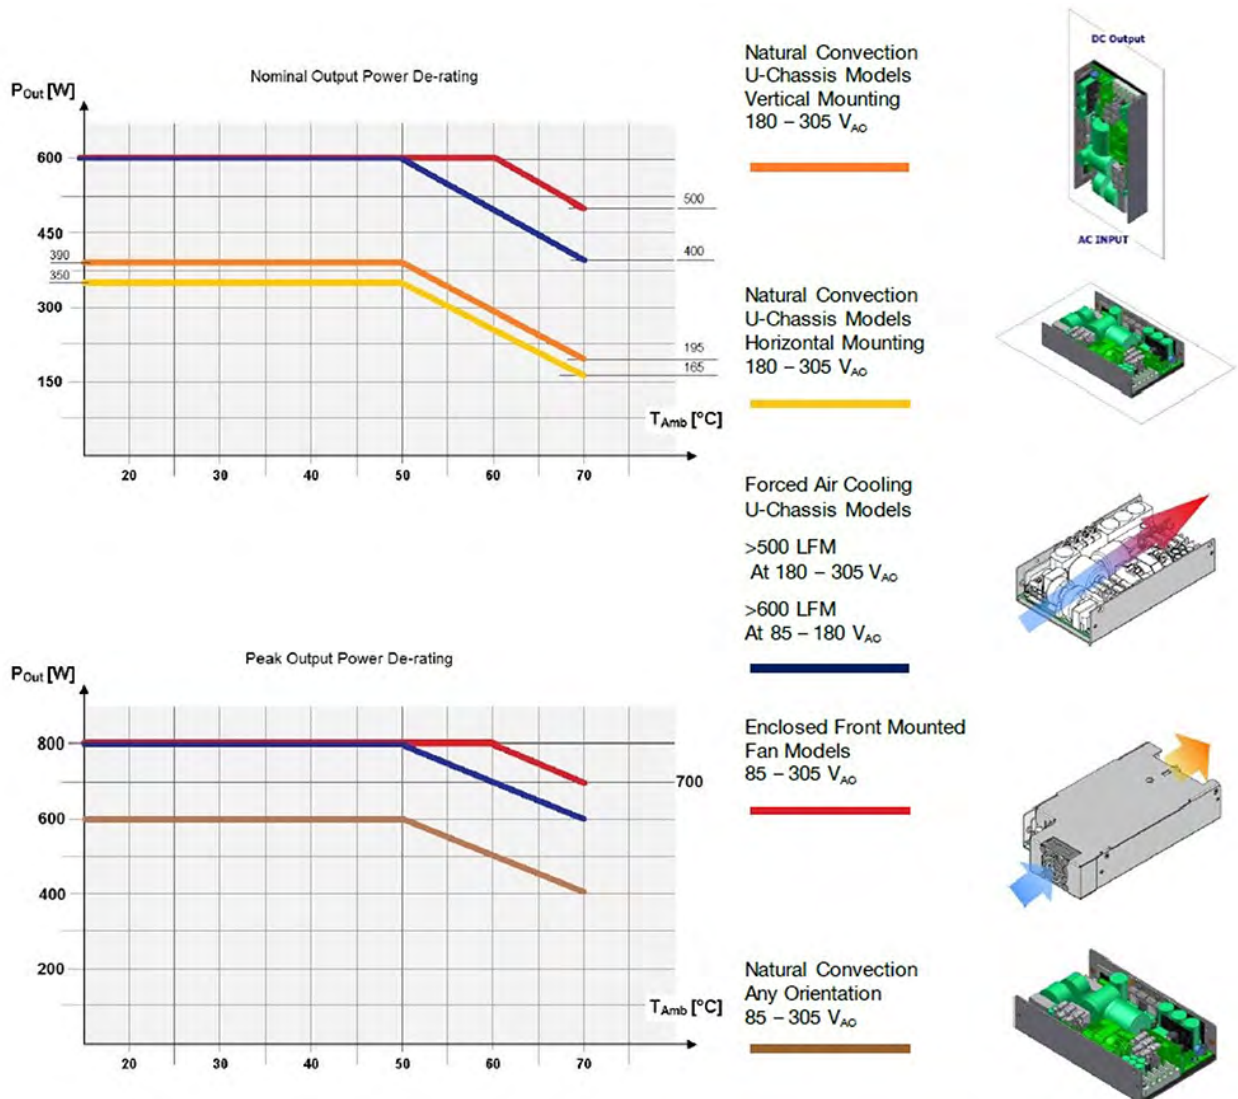 Nominal Output Power De-rating
POut [W]
600
450
390
350
300
150
500
400
195
165
TAmb [°C]
20 30 40 50 60 70
Peak Output Power De-rating
POut [W]
800
600
400
200
700
TAmb [°C]
20 30 40 50 60 70
Natural Convection
U-Chassis Models
Vertical Mounting
180 – 305 VAC
DC Output
AC INPUT
Natural Convection
U-Chassis Models
Horizontal Mounting
180 – 305 VAC
Forced Air Cooling
U-Chassis Models
>500 LFM
At 180 – 305 VAC
>600 LFM
At 85 – 180 VAC
Enclosed Front Mounted
Fan Models
85 – 305 VAC
Natural Convection
Any Orientation
85 – 305 VAC